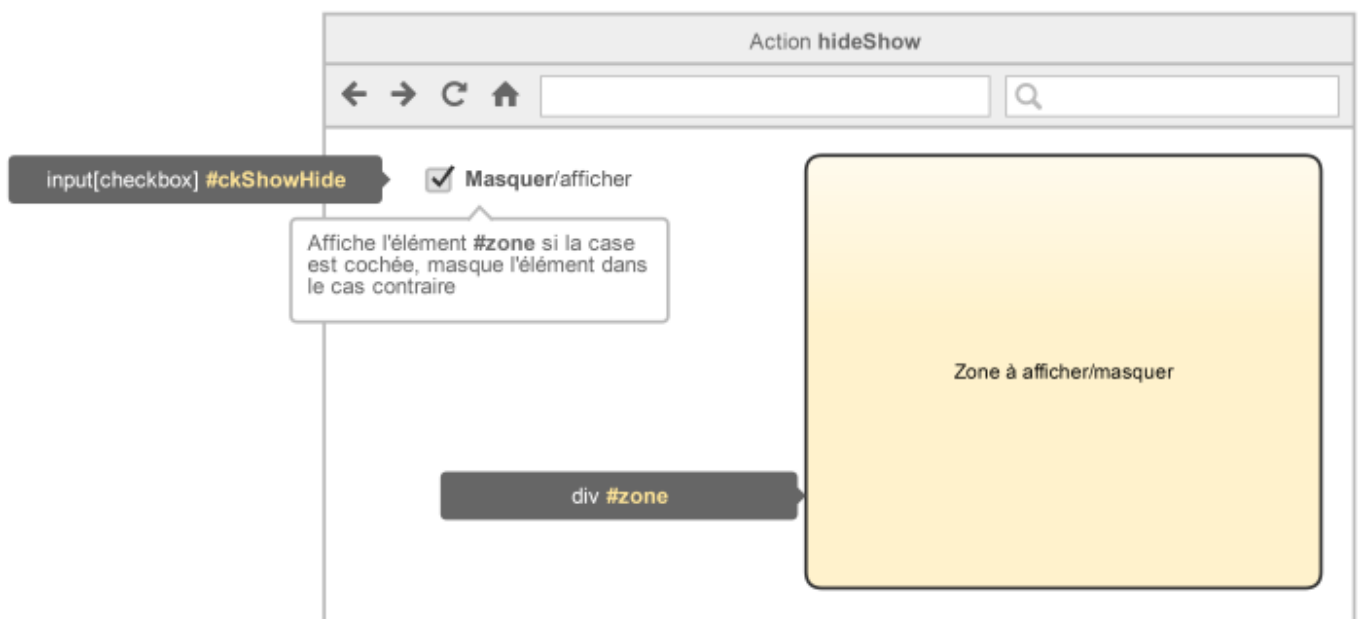 Action hideShow
input[checkbox] #ckShowHide
Masquer/afficher
Affiche l'élément #zone si la case
est cochée, masque l'élément dans
le cas contraire
Zone à afficher/masquer
div #zone